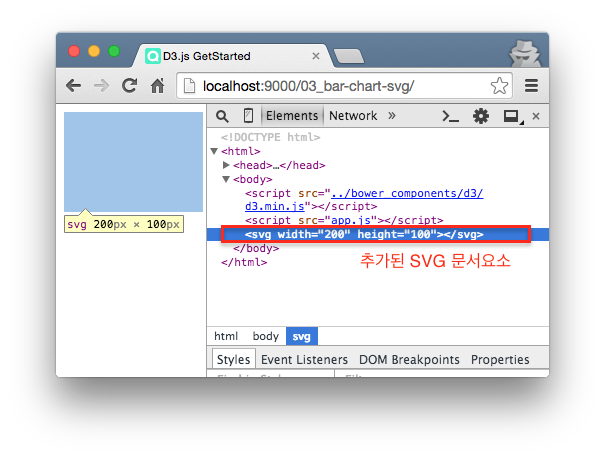 D3.js GetStarted
localhost:9000/03_bar-chart-svg/
Elements Network »
<!DOCTYPE html>
<html>
<head>…</head>
<body>
<script src="../bower_components/d3/
d3.min.js"></script>
<script src="app.js"></script>
<svg width="200" height="100"></svg>
</body>
</html>
svg 200px × 100px
추가된 SVG 문서요소
html body svg
Styles Event Listeners DOM Breakpoints Properties